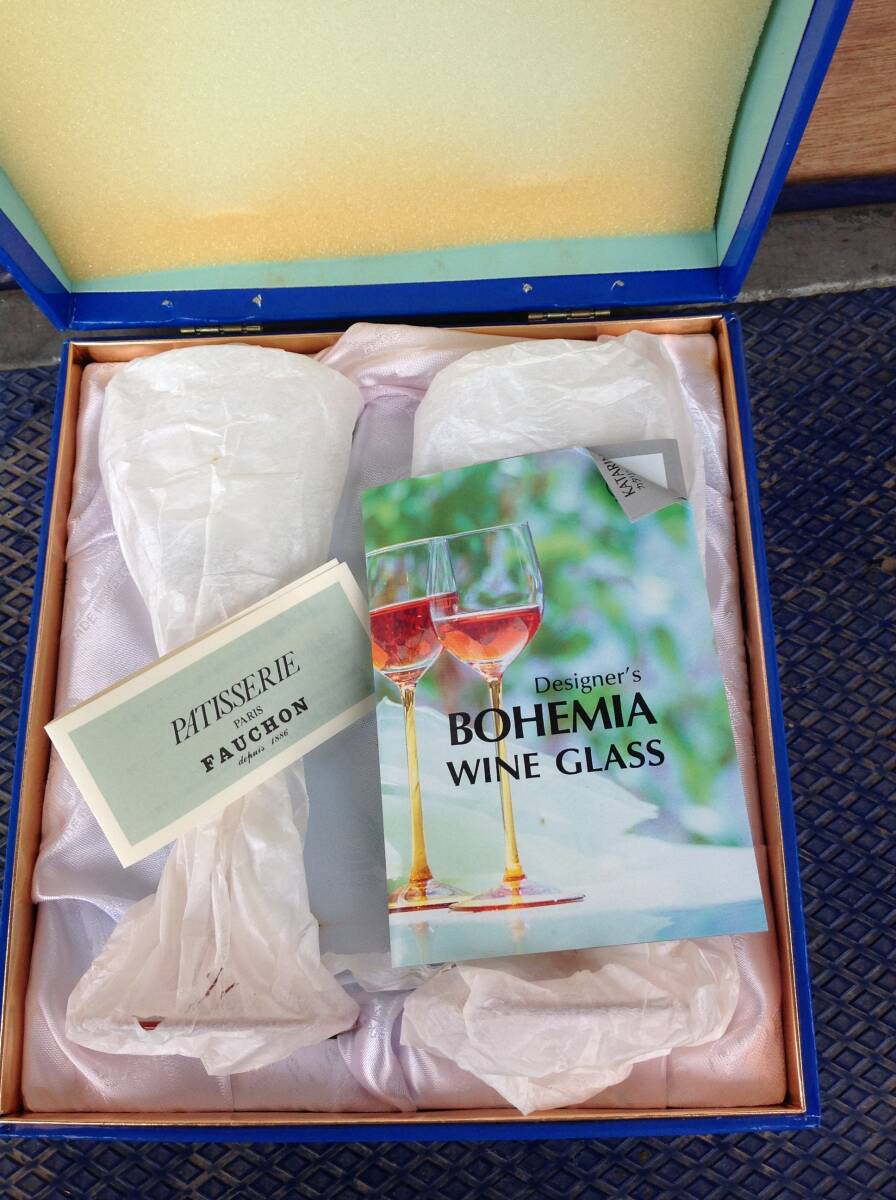 PATISSERIE
PARIS
FAUCHON
depuis 1886
Designer's
BOHEMIA
WINE GLASS